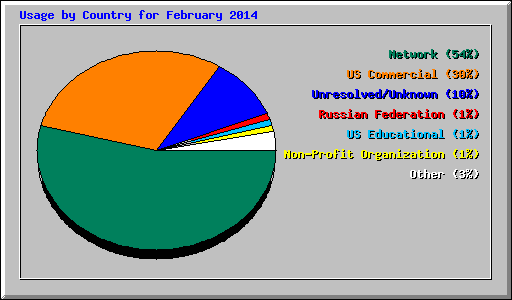 Usage by Country for February 2014
Network (54%)
US Commercial (30%)
Unresolved/Unknown (10%)
Russian Federation (1%)
US Educational (1%)
Non-Profit Organization (1%)
Other (3%)